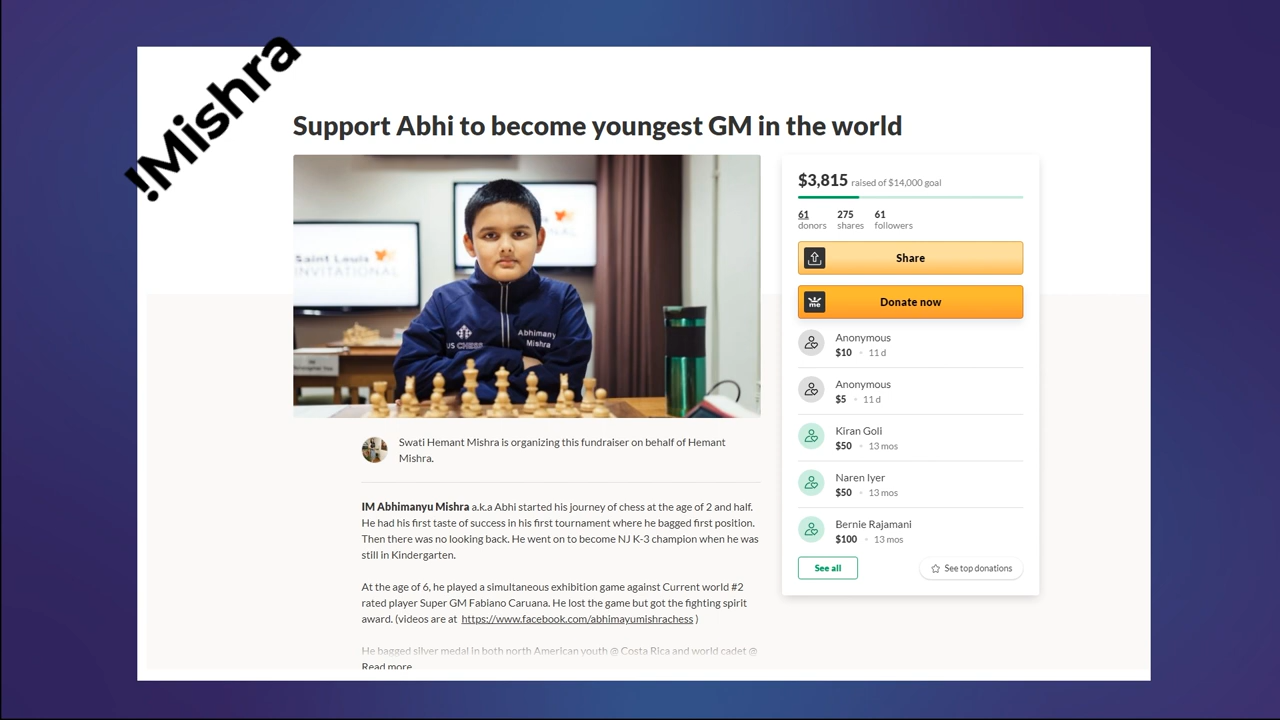 !Mishra
Support Abhi to become youngest GM in the world
Saint Louis
INVITATIONAL
US CHESS
Abhimany
Mishra
$3,815 raised of $14,000 goal
61 donors
275 shares
61 followers
Share
me
Donate now
Anonymous
$10 • 11 d
Anonymous
$5 • 11 d
Kiran Goli
$50 • 13 mos
Naren Iyer
$50 • 13 mos
Bernie Rajamani
$100 • 13 mos
See all
See top donations
Swati Hemant Mishra is organizing this fundraiser on behalf of Hemant
Mishra.
IM Abhimanyu Mishra a.k.a Abhi started his journey of chess at the age of 2 and half.
He had his first taste of success in his first tournament where he bagged first position.
Then there was no looking back. He went on to become NJ K-3 champion when he was
still in Kindergarten.
At the age of 6, he played a simultaneous exhibition game against Current world #2
rated player Super GM Fabiano Caruana. He lost the game but got the fighting spirit
award. (videos are at https://www.facebook.com/abhimayumishrachess )
He bagged silver medal in both north American youth @ Costa Rica and world cadet @
Read more